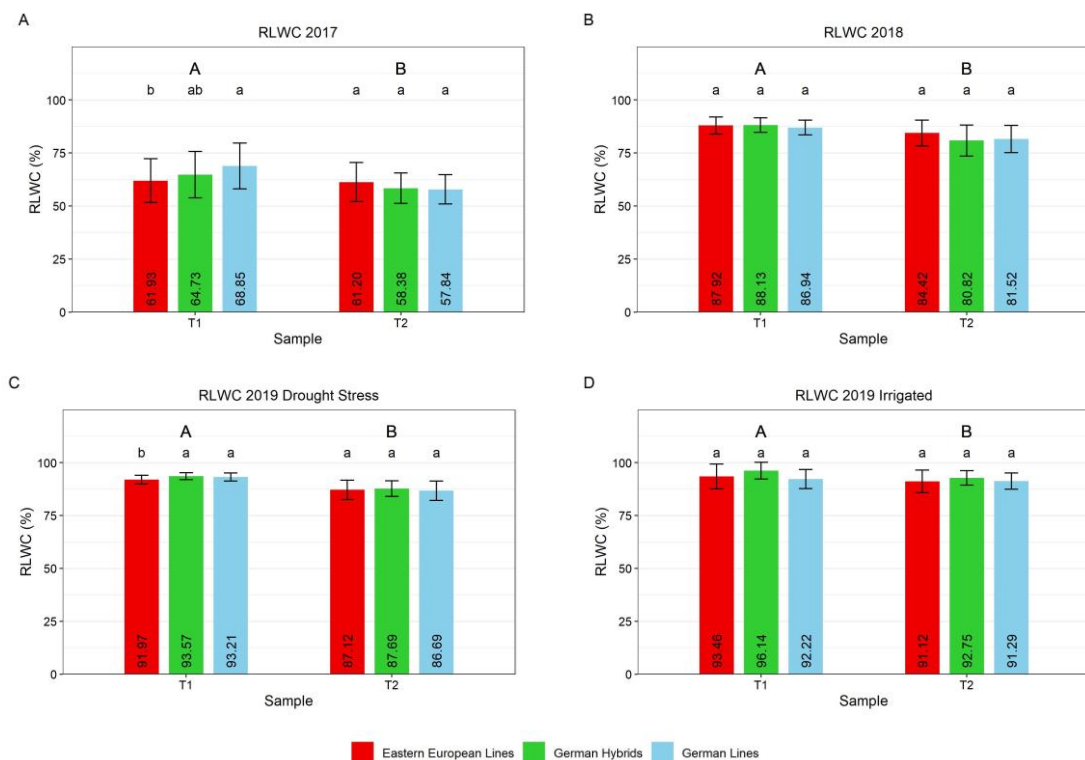 A
RLWC 2017
A B
b ab a a a a
100
75
50
25
0
RLWC (%)
61.93 64.73 68.85 61.20 58.38 57.84
T1 T2
Sample
B
RLWC 2018
A B
a a a a a a
100
75
50
25
0
RLWC (%)
87.92 88.13 86.94 84.42 80.82 81.52
T1 T2
Sample
C
RLWC 2019 Drought Stress
A B
b a a a a a
100
75
50
25
0
RLWC (%)
91.97 93.57 93.21 87.12 87.69 86.69
T1 T2
Sample
D
RLWC 2019 Irrigated
A B
a a a a a a
100
75
50
25
0
RLWC (%)
93.46 96.14 92.22 91.12 92.75 91.29
T1 T2
Sample
Eastern European Lines German Hybrids German Lines